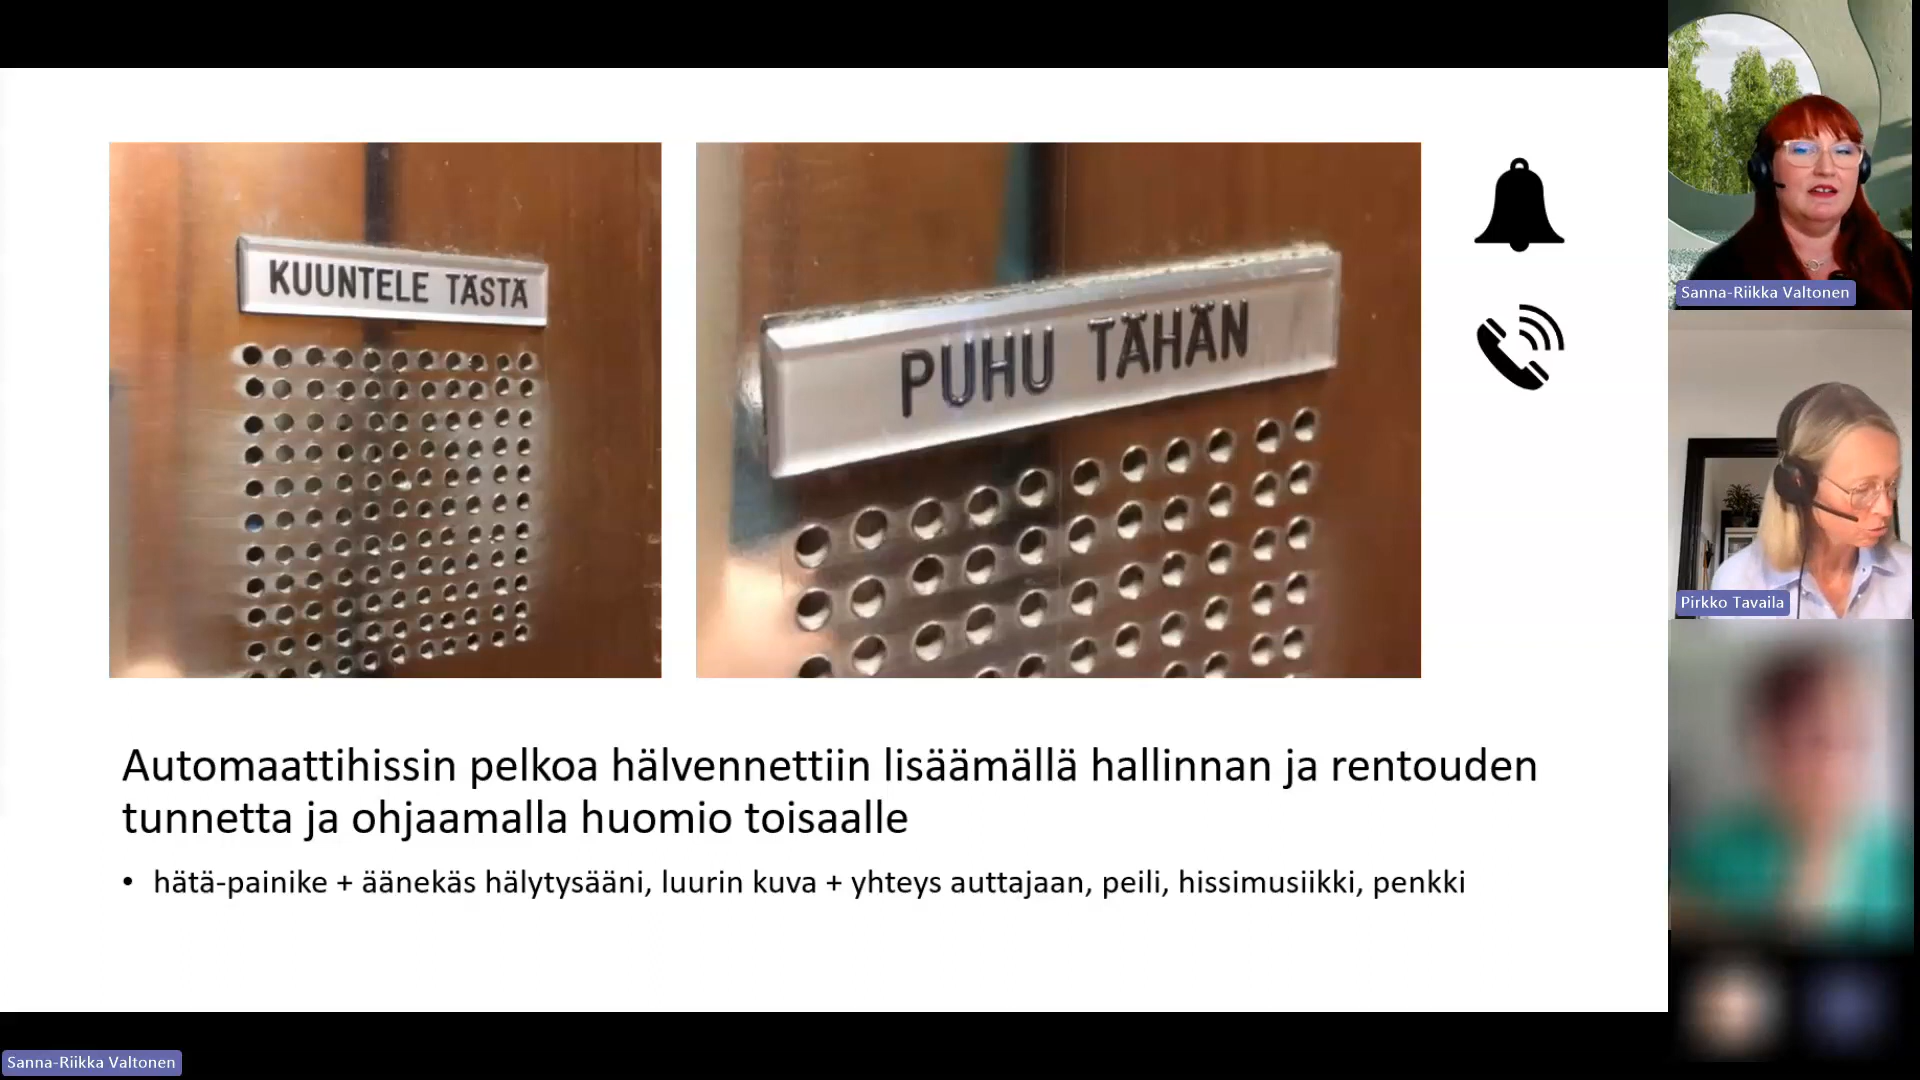 KUUNTELE TÄSTÄ
PUHU TÄHÄN
Automaattihissin pelkoa hälvennettiin lisäämällä hallinnan ja rentouden
tunnetta ja ohjaamalla huomio toisaalle
• hätä-painike + äänekäs hälytysääni, luurin kuva + yhteys auttajaan, peili, hissimusiikki, penkki
Sanna-Riikka Valtonen
Pirkko Tavaila
Sanna-Riikka Valtonen